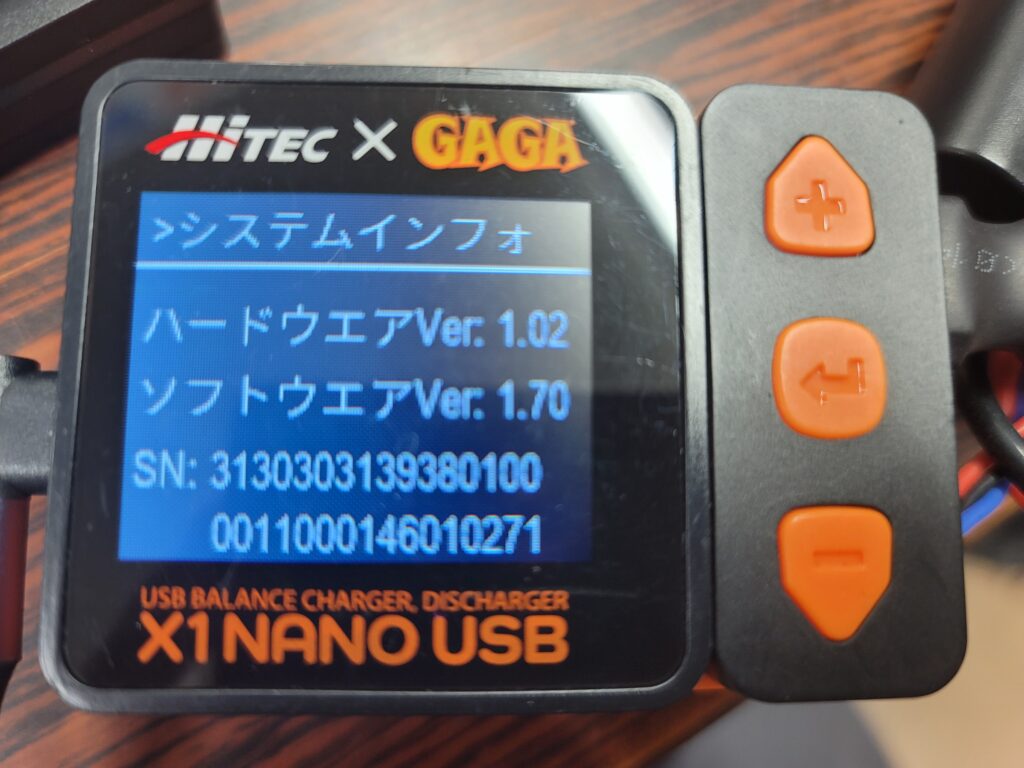 HiTEC × GAGA
>システムインフォ
ハードウエアVer: 1.02
ソフトウエアVer: 1.70
SN: 3130303139380100
0011000146010271
USB BALANCE CHARGER, DISCHARGER
X1 NANO USB
+
-